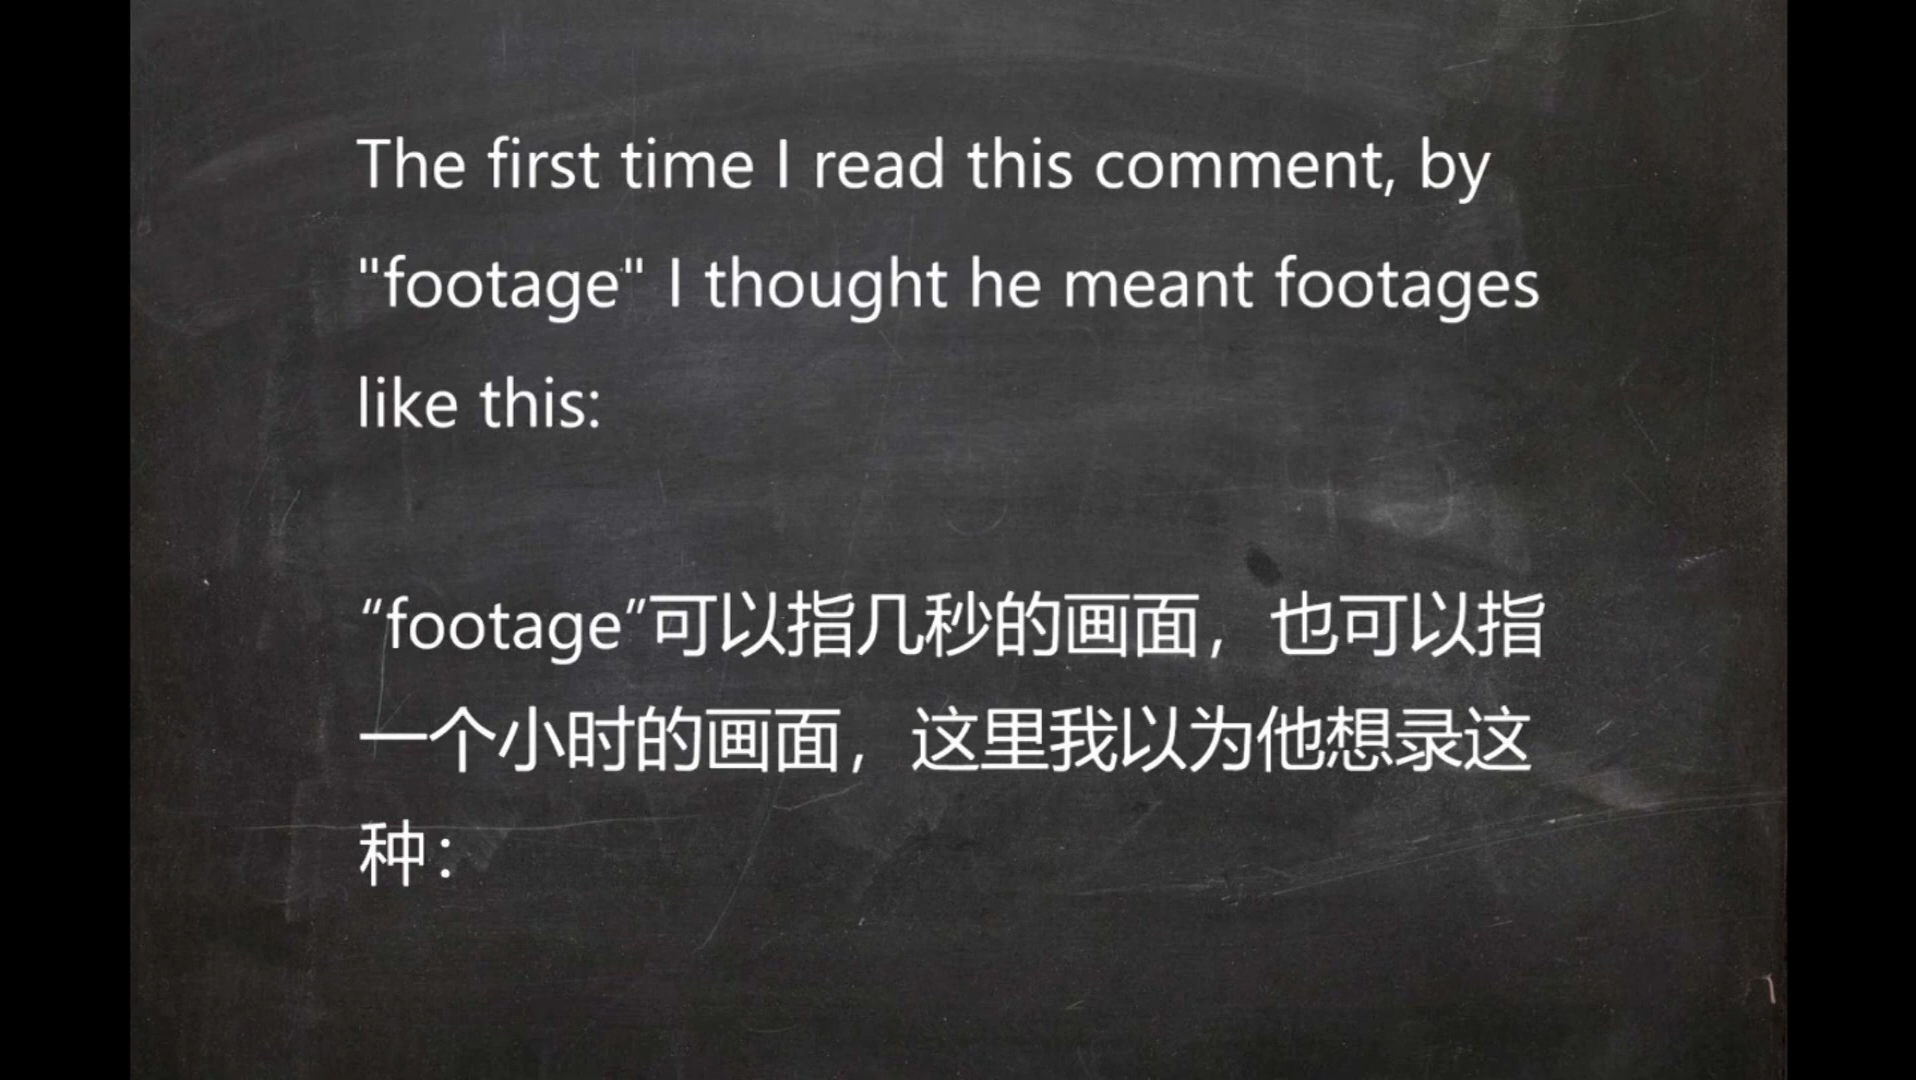 The first time I read this comment, by
"footage" I thought he meant footages
like this:
“footage”可以指几秒的画面，也可以指
一个小时的画面，这里我以为他想录这
种：